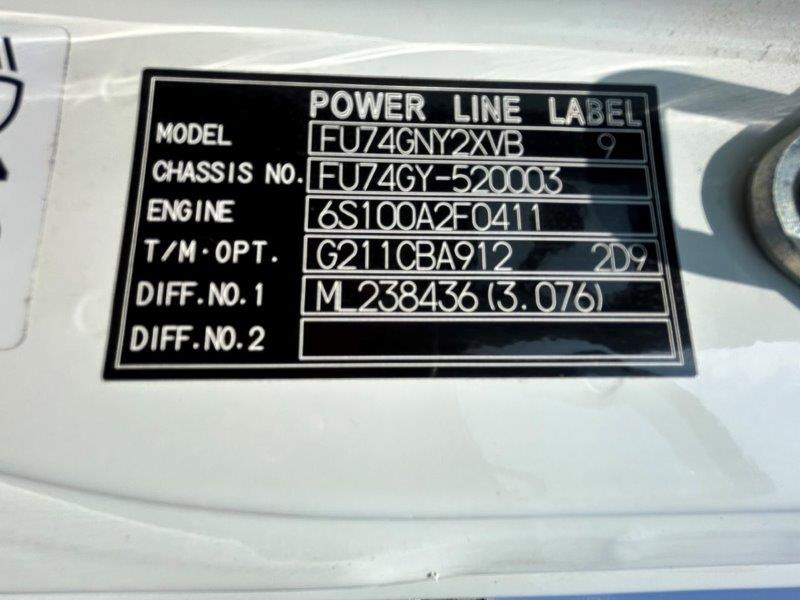 POWER LINE LABEL
MODEL FU74GNY2XVB 9
CHASSIS NO. FU74GY-520003
ENGINE 6S100A2F0411
T/M·OPT. G211CBA912 2D9
DIFF.NO.1 ML238436(3.076)
DIFF.NO.2